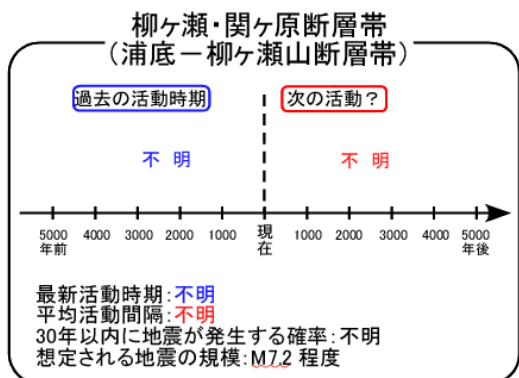 柳ヶ瀬・関ヶ原断層帯
(浦底－柳ヶ瀬山断層帯)
過去の活動時期
次の活動？
不 明
不 明
5000 4000 3000 2000 1000 現在 1000 2000 3000 4000 5000
年前
年後
最新活動時期：不明
平均活動間隔：不明
30年以内に地震が発生する確率：不明
想定される地震の規模：M7.2 程度